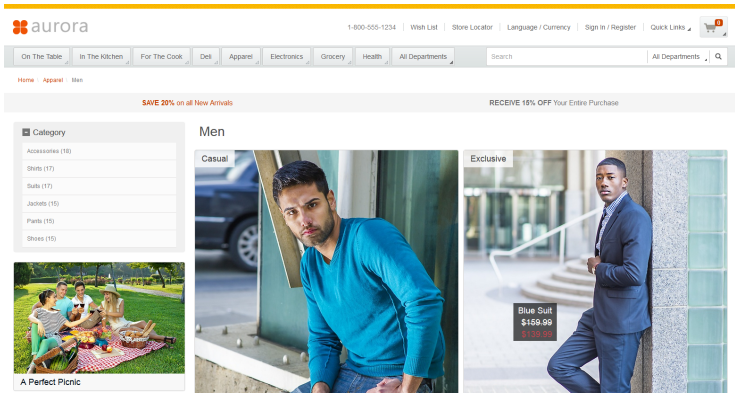 aurora
1-800-555-1234 Wish List Store Locator Language / Currency Sign In / Register Quick Links 0
On The Table In The Kitchen For The Cook Deli Apparel Electronics Grocery Health All Departments Search All Departments
Home Apparel Men
SAVE 20% on all New Arrivals RECEIVE 15% OFF Your Entire Purchase
Category
Accessories (18)
Shirts (17)
Suits (17)
Jackets (15)
Pants (15)
Shoes (15)
A Perfect Picnic
Men
Casual
Exclusive
Blue Suit
$159.99
$139.99